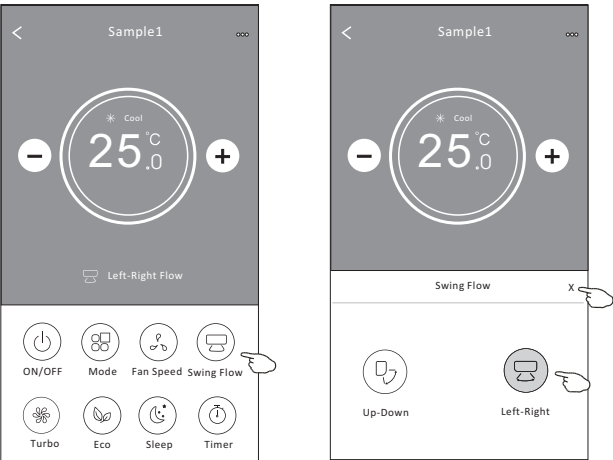 Sample1
Cool
25.0 °C
Left-Right Flow
ON/OFF
Mode
Fan Speed
Swing Flow
Turbo
Eco
Sleep
Timer
Sample1
Cool
25.0 °C
Swing Flow
X
Up-Down
Left-Right